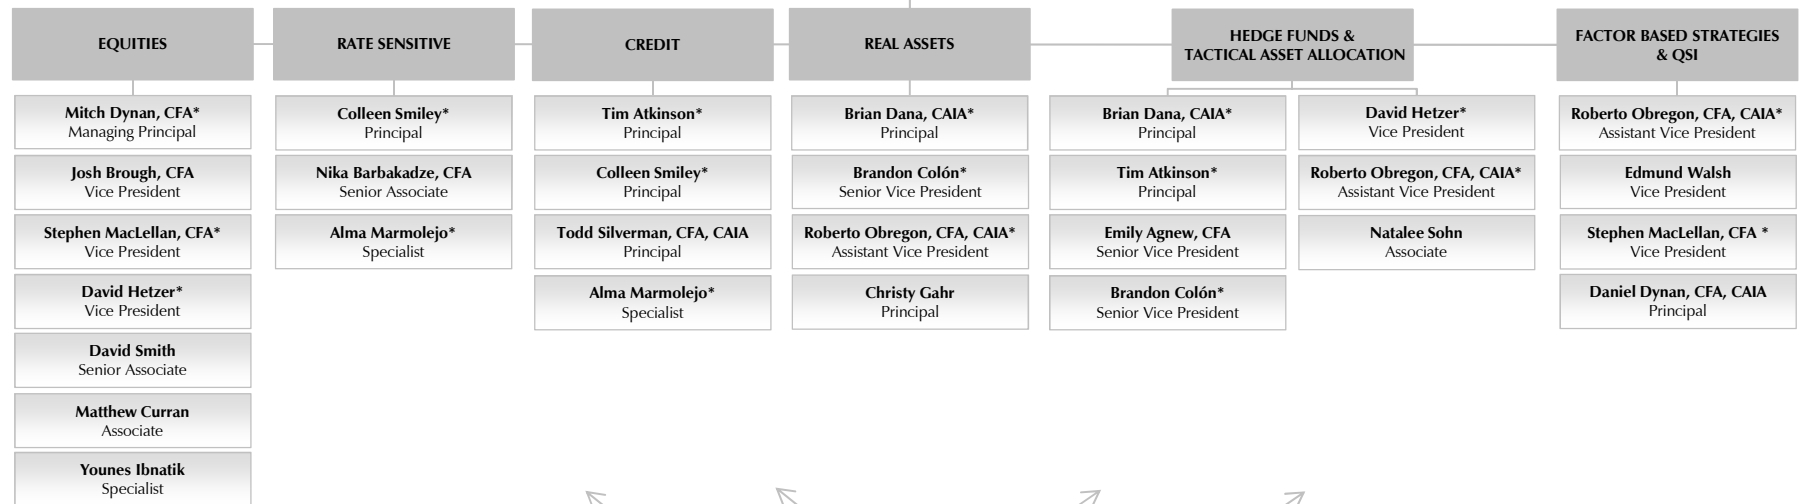 EQUITIES
Mitch Dynan, CFA*
Managing Principal
Josh Brough, CFA
Vice President
Stephen MacLellan, CFA*
Vice President
David Hetzer*
Vice President
David Smith
Senior Associate
Matthew Curran
Associate
Younes Ibnatik
Specialist
RATE SENSITIVE
Colleen Smiley*
Principal
Nika Barbakadze, CFA
Senior Associate
Alma Marmolejo*
Specialist
CREDIT
Tim Atkinson*
Principal
Colleen Smiley*
Principal
Todd Silverman, CFA, CAIA
Principal
Alma Marmolejo*
Specialist
REAL ASSETS
Brian Dana, CAIA*
Principal
Brandon Colón*
Senior Vice President
Roberto Obregon, CFA, CAIA*
Assistant Vice President
Christy Gahr
Principal
HEDGE FUNDS &
TACTICAL ASSET ALLOCATION
Brian Dana, CAIA*
Principal
Tim Atkinson*
Principal
Emily Agnew, CFA
Senior Vice President
Brandon Colón*
Senior Vice President
David Hetzer*
Vice President
Roberto Obregon, CFA, CAIA*
Assistant Vice President
Natalee Sohn
Associate
FACTOR BASED STRATEGIES
& QSI
Roberto Obregon, CFA, CAIA*
Assistant Vice President
Edmund Walsh
Vice President
Stephen MacLellan, CFA *
Vice President
Daniel Dynan, CFA, CAIA
Principal